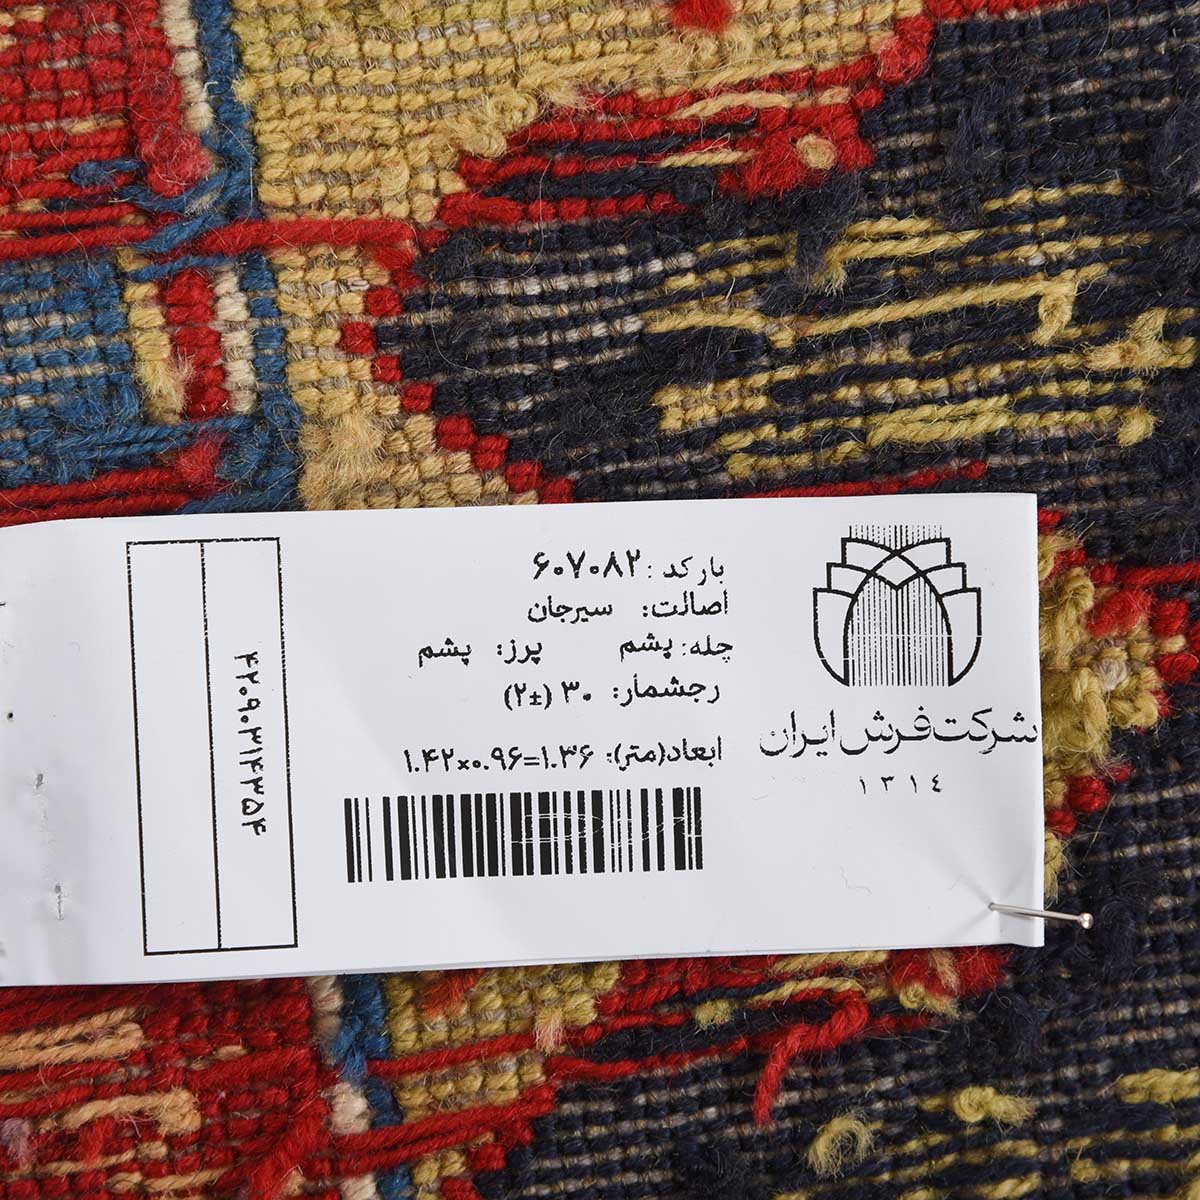 بارکد: ۶۰۷۰۸۲
اصالت: سیرجان
چله: پشم پرز: پشم
رجشمار: ۳۰ (±۲)
ابعاد(متر): ۱.۴۲×۰.۹۶=۱.۳۶
شرکت فرش ایران
۱۳۱۴
۴۲۰۹۰۳۱۴۳۵۴